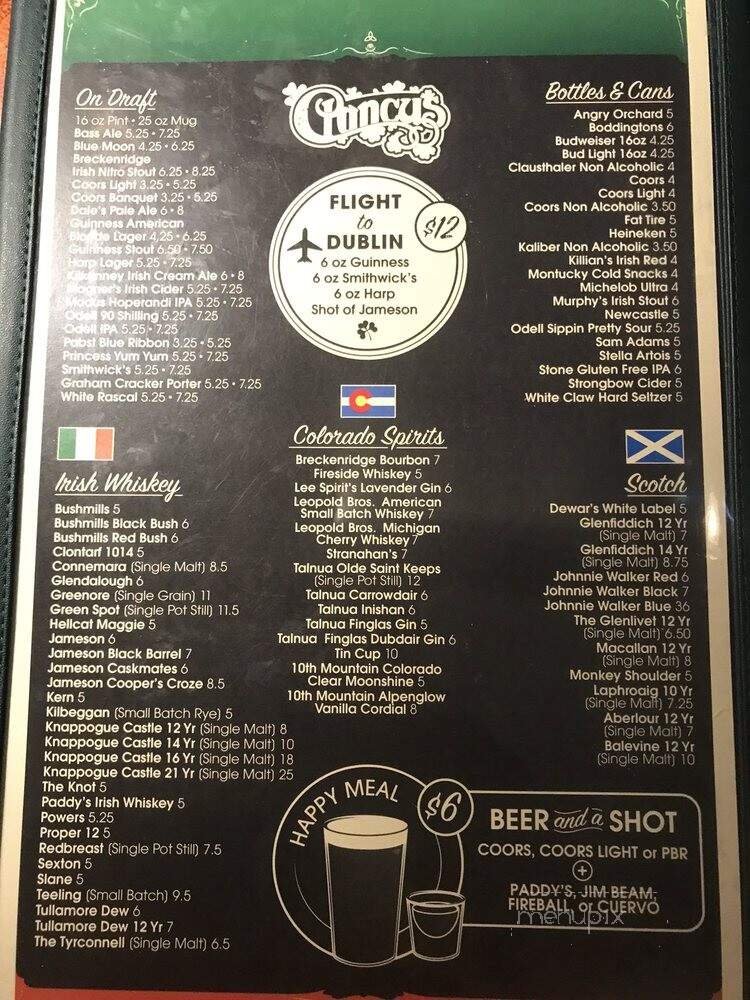 Clancy's
On Draft
16 oz Pint • 25 oz Mug
Bass Ale 5.25 • 7.25
Blue Moon 4.25 • 6.25
Breckenridge
Irish Nitro Stout 6.25 • 8.25
Coors Light 3.25 • 5.25
Coors Banquet 3.25 • 5.25
Dale's Pale Ale 6 • 8
Guinness American
Blonde Lager 4.25 • 6.25
Guinness Stout 6.50 • 7.50
Harp Lager 5.25 • 7.25
Kilkenney Irish Cream Ale 6 • 8
Magner's Irish Cider 5.25 • 7.25
Modus Hoperandi IPA 5.25 • 7.25
Odell 90 Shilling 5.25 • 7.25
Odell IPA 5.25 • 7.25
Pabst Blue Ribbon 3.25 • 5.25
Princess Yum Yum 5.25 • 7.25
Smithwick's 5.25 • 7.25
Graham Cracker Porter 5.25 • 7.25
White Rascal 5.25 • 7.25
FLIGHT
to
DUBLIN
$12
6 oz Guinness
6 oz Smithwick's
6 oz Harp
Shot of Jameson
Bottles & Cans
Angry Orchard 5
Boddingtons 6
Budweiser 16oz 4.25
Bud Light 16oz 4.25
Clausthaler Non Alcoholic 4
Coors 4
Coors Light 4
Coors Non Alcoholic 3.50
Fat Tire 5
Heineken 5
Kaliber Non Alcoholic 3.50
Killian's Irish Red 4
Montucky Cold Snacks 4
Michelob Ultra 4
Murphy's Irish Stout 6
Newcastle 5
Odell Sippin Pretty Sour 5.25
Sam Adams 5
Stella Artois 5
Stone Gluten Free IPA 6
Strongbow Cider 5
White Claw Hard Seltzer 5
Irish Whiskey
Bushmills 5
Bushmills Black Bush 6
Bushmills Red Bush 6
Clontarf 1014 5
Connemara (Single Malt) 8.5
Glendalough 6
Greenore (Single Grain) 11
Green Spot (Single Pot Still) 11.5
Hellcat Maggie 5
Jameson 6
Jameson Black Barrel 7
Jameson Caskmates 6
Jameson Cooper's Croze 8.5
Kern 5
Kilbeggan (Small Batch Rye) 5
Knappogue Castle 12 Yr (Single Malt) 8
Knappogue Castle 14 Yr (Single Malt) 10
Knappogue Castle 16 Yr (Single Malt) 18
Knappogue Castle 21 Yr (Single Malt) 25
The Knot 5
Paddy's Irish Whiskey 5
Powers 5.25
Proper 12 5
Redbreast (Single Pot Still) 7.5
Sexton 5
Slane 5
Teeling (Small Batch) 9.5
Tullamore Dew 6
Tullamore Dew 12 Yr 7
The Tyrconnell (Single Malt) 6.5
Colorado Spirits
Breckenridge Bourbon 7
Fireside Whiskey 5
Lee Spirit's Lavender Gin 6
Leopold Bros. American
Small Batch Whiskey 7
Leopold Bros. Michigan
Cherry Whiskey 7
Stranahan's 7
Talnua Olde Saint Keeps
(Single Pot Still) 12
Talnua Carrowdair 6
Talnua Inishan 6
Talnua Finglas Gin 5
Talnua Finglas Dubdair Gin 6
Tin Cup 10
10th Mountain Colorado
Clear Moonshine 5
10th Mountain Alpenglow
Vanilla Cordial 8
Scotch
Dewar's White Label 5
Glenfiddich 12 Yr
(Single Malt) 7
Glenfiddich 14 Yr
(Single Malt) 8.75
Johnnie Walker Red 6
Johnnie Walker Black 7
Johnnie Walker Blue 36
The Glenlivet 12 Yr
(Single Malt) 6.50
Macallan 12 Yr
(Single Malt) 8
Monkey Shoulder 5
Laphroaig 10 Yr
(Single Malt) 7.25
Aberlour 12 Yr
(Single Malt) 7
Balevine 12 Yr
(Single Malt) 10
HAPPY MEAL
$6
BEER and a SHOT
COORS, COORS LIGHT or PBR
+
PADDY'S, JIM BEAM,
FIREBALL, or CUERVO
menupix